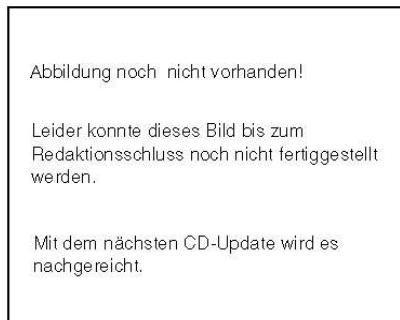 Abbildung noch nicht vorhanden!
Leider konnte dieses Bild bis zum
Redaktionsschluss noch nicht fertiggestellt
werden.
Mit dem nächsten CD-Update wird es
nachgereicht.